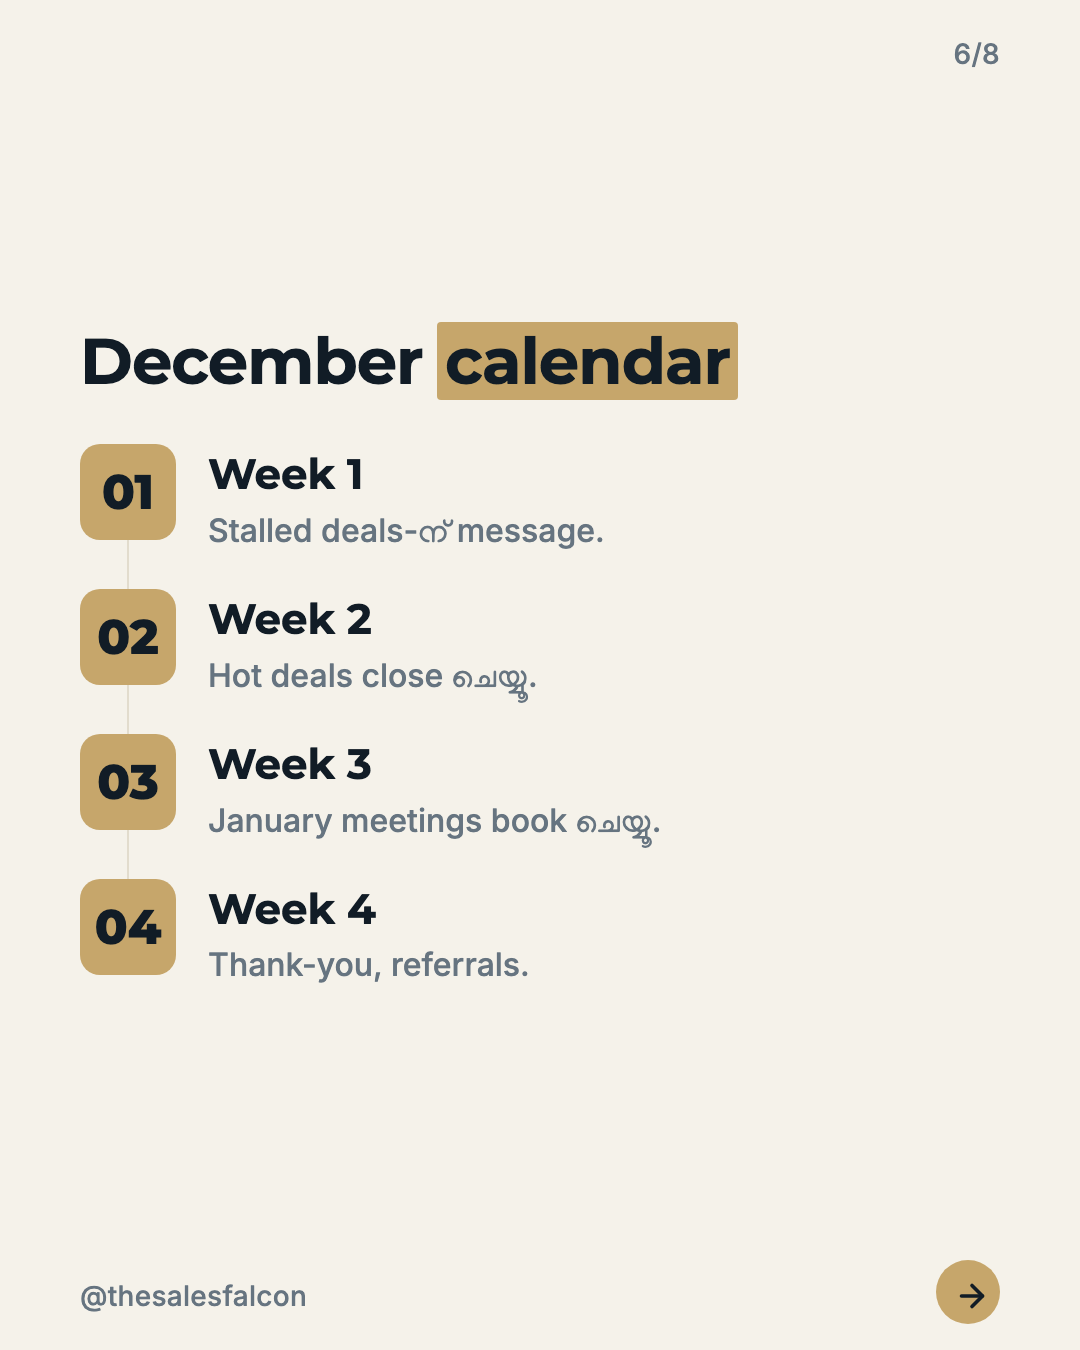 6/8
December calendar
01
Week 1
Stalled deals-ന് message.
02
Week 2
Hot deals close ചെയ്യൂ.
03
Week 3
January meetings book ചെയ്യൂ.
04
Week 4
Thank-you, referrals.
@thesalesfalcon